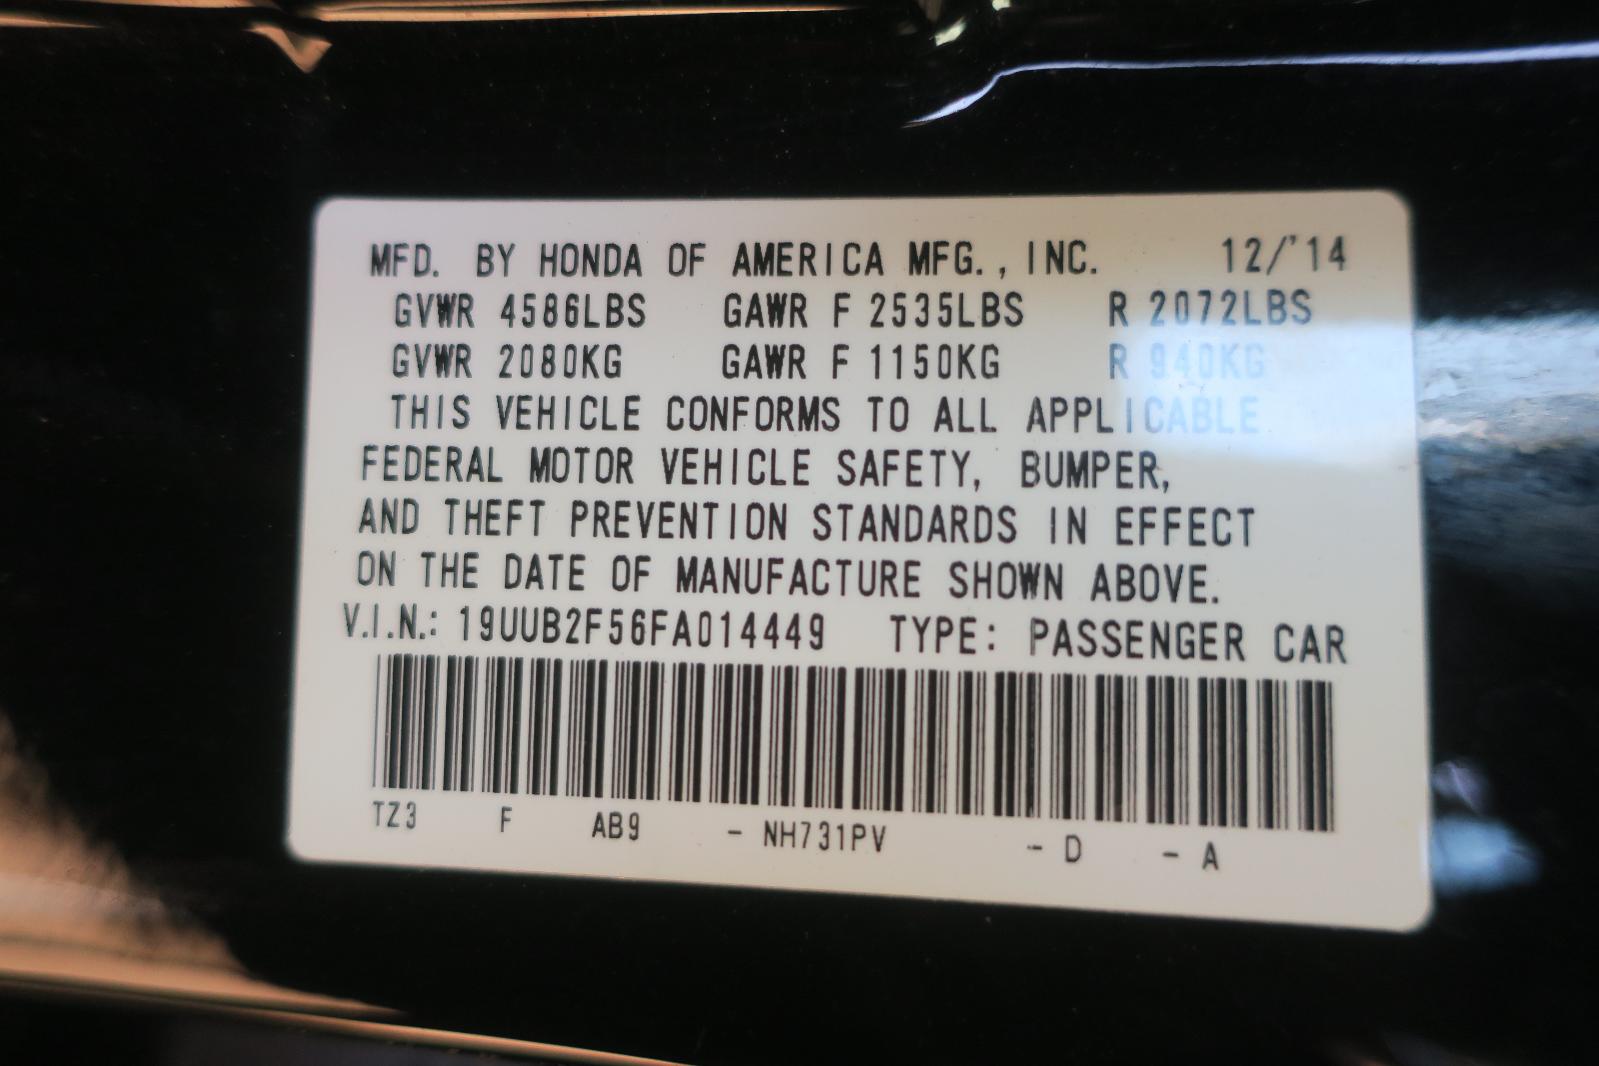 MFD. BY HONDA OF AMERICA MFG., INC. 12/'14
GVWR 4586LBS GAWR F 2535LBS R 2072LBS
GVWR 2080KG GAWR F 1150KG R 940KG
THIS VEHICLE CONFORMS TO ALL APPLICABLE
FEDERAL MOTOR VEHICLE SAFETY, BUMPER,
AND THEFT PREVENTION STANDARDS IN EFFECT
ON THE DATE OF MANUFACTURE SHOWN ABOVE.
V.I.N.: 19UUB2F56FA014449 TYPE: PASSENGER CAR
TZ3 F AB9 - NH731PV - D - A